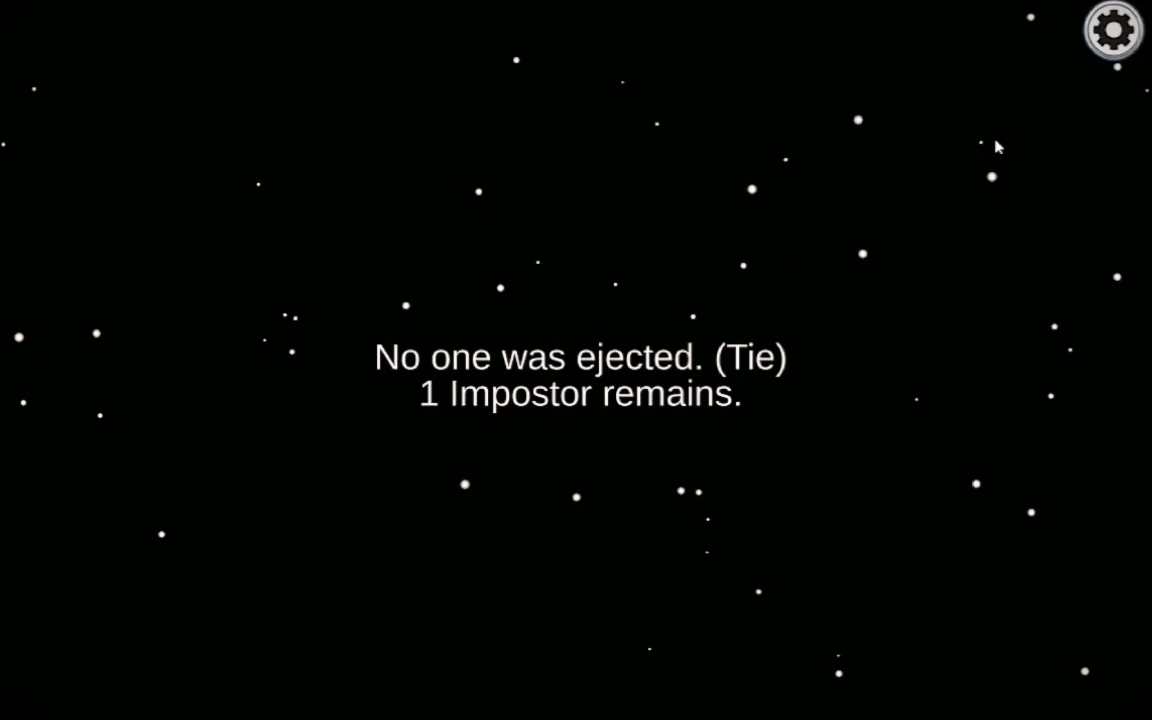 No one was ejected. (Tie)
1 Impostor remains.